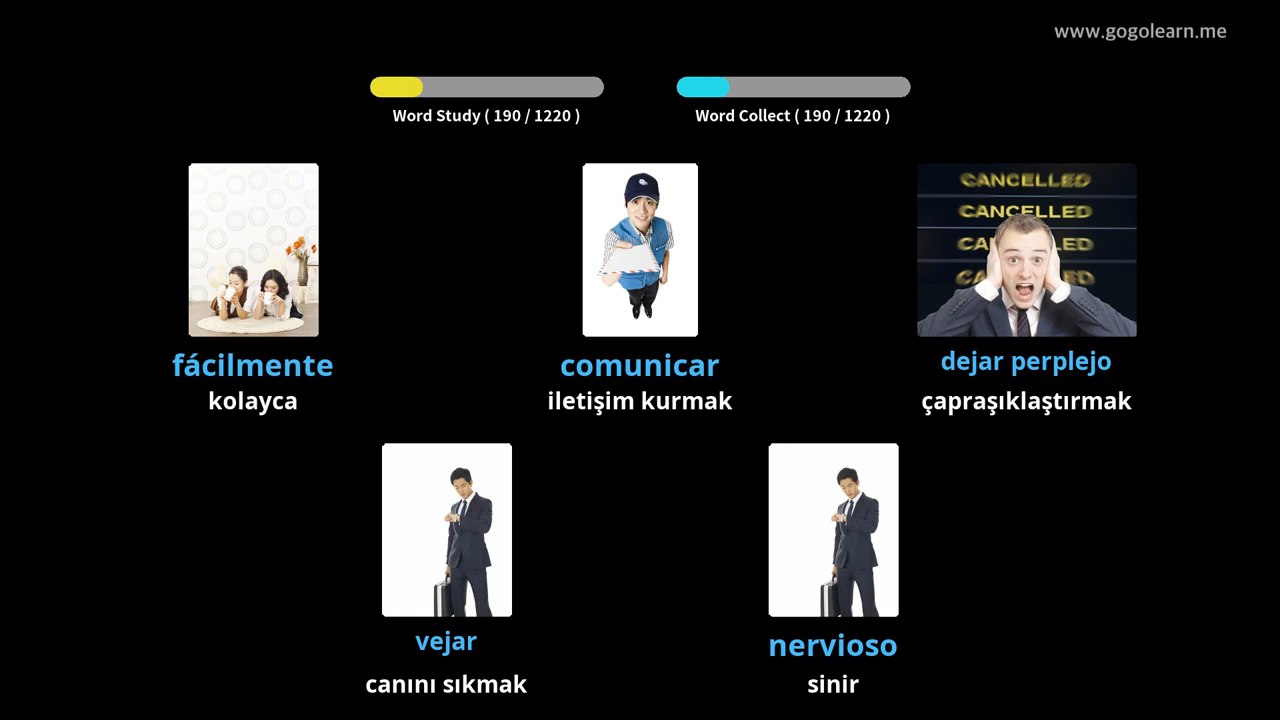 www.gogolearn.me
Word Study ( 190 / 1220 )
Word Collect ( 190 / 1220 )
CANCELLED
CANCELLED
fácilmente
kolayca
comunicar
iletişim kurmak
dejar perplejo
çapraşıklaştırmak
vejar
canını sıkmak
nervioso
sinir